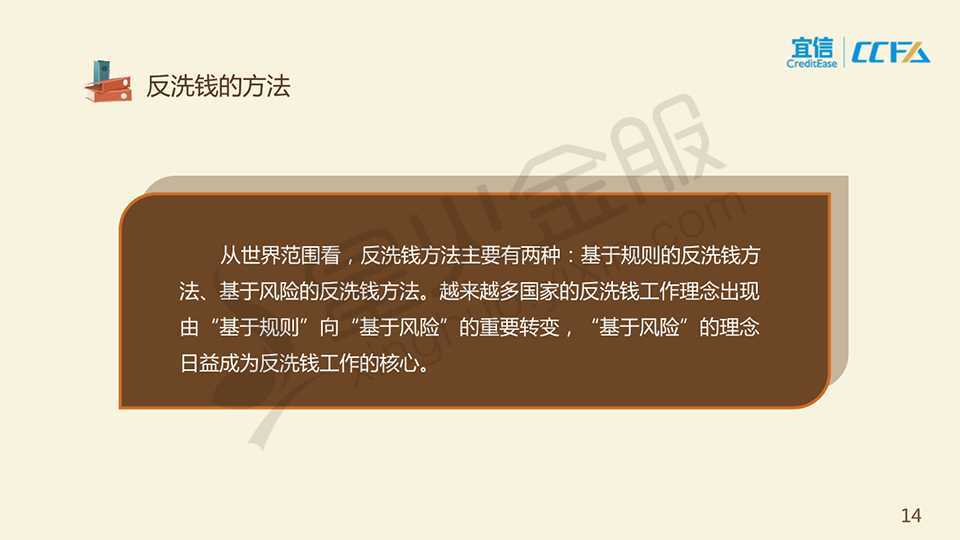 反洗钱的方法
宜信
CreditEase
CCFA
从世界范围看，反洗钱方法主要有两种：基于规则的反洗钱方
法、基于风险的反洗钱方法。越来越多国家的反洗钱工作理念出现
由“基于规则”向“基于风险”的重要转变，“基于风险”的理念
日益成为反洗钱工作的核心。
14